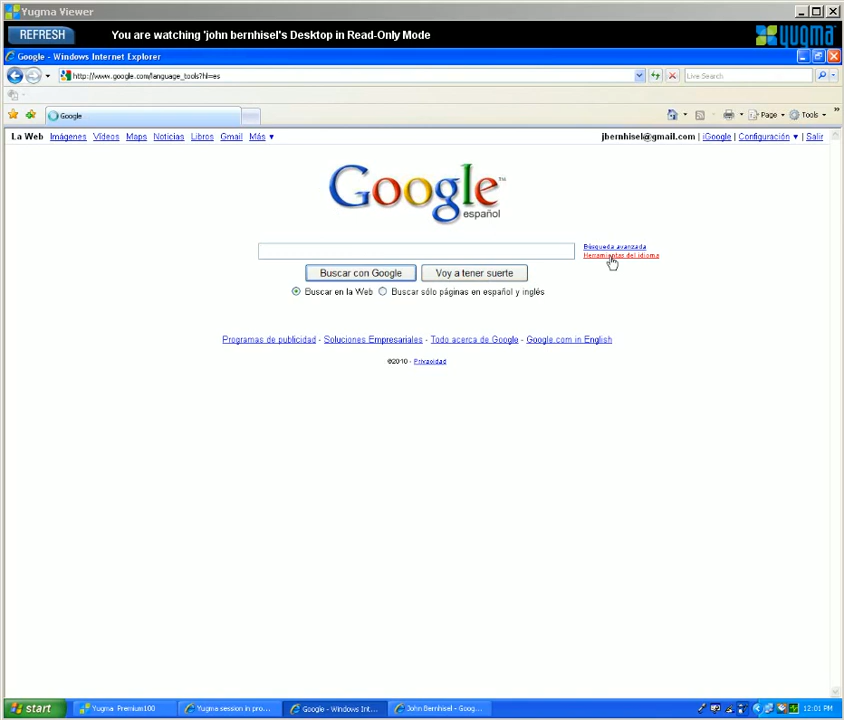 Yugma Viewer
REFRESH
You are watching 'john bernhisel's Desktop in Read-Only Mode
yugma
Google - Windows Internet Explorer
http://www.google.com/language_tools?hl=es
Live Search
Google
Page
Tools
La Web Imágenes Vídeos Maps Noticias Libros Gmail Más ▼
jbernhisel@gmail.com | iGoogle | Configuración ▼ | Salir
Google™
español
Búsqueda avanzada
Herramientas del idioma
Buscar con Google
Voy a tener suerte
Buscar en la Web Buscar sólo páginas en español y inglés
Programas de publicidad - Soluciones Empresariales - Todo acerca de Google - Google.com in English
©2010 - Privacidad
start
Yugma Premium100
Yugma session in pro...
Google - Windows Int...
John Bernhisel - Goog...
12:01 PM